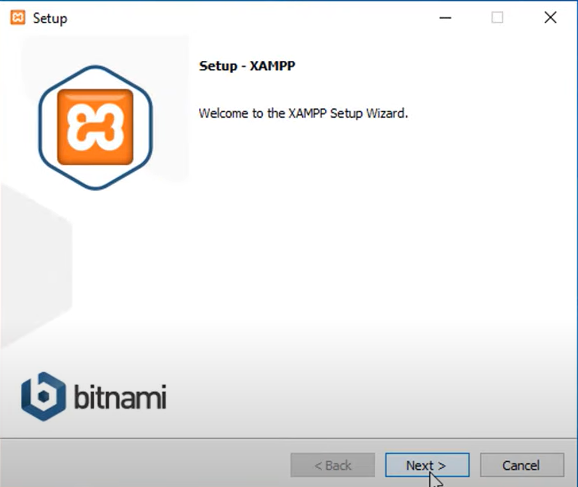 Setup
Setup - XAMPP
Welcome to the XAMPP Setup Wizard.
bitnami
< Back
Next >
Cancel